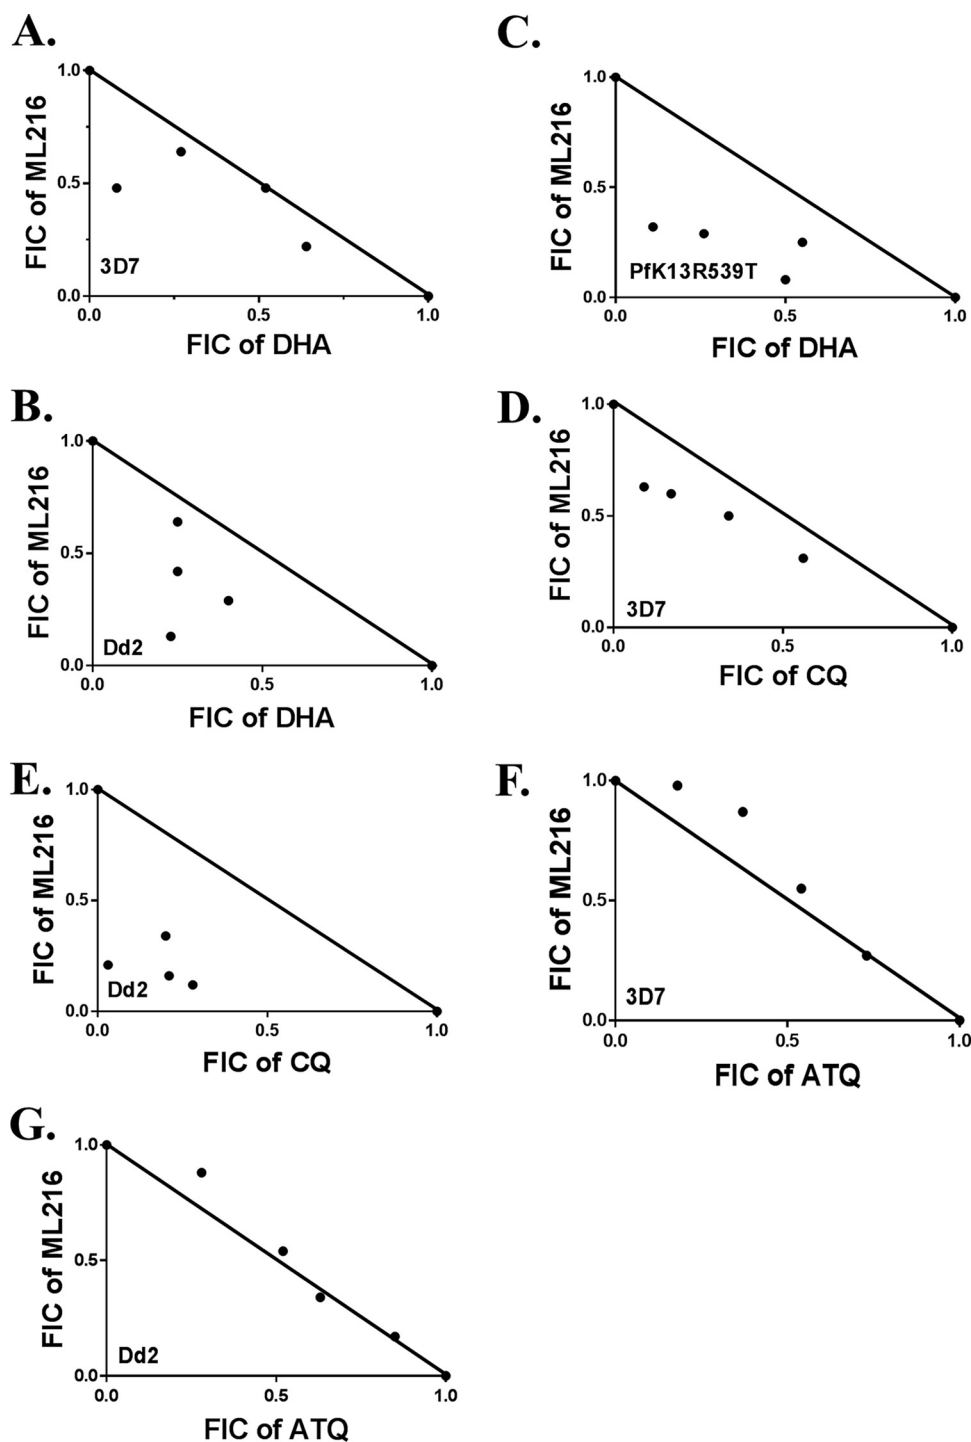 A.
FIC of ML216
1.0
0.5
0.0
3D7
0.0 0.5 1.0
FIC of DHA
C.
FIC of ML216
1.0
0.5
0.0
PfK13R539T
0.0 0.5 1.0
FIC of DHA
B.
FIC of ML216
1.0
0.5
0.0
Dd2
0.0 0.5 1.0
FIC of DHA
D.
FIC of ML216
1.0
0.5
0.0
3D7
0.0 0.5 1.0
FIC of CQ
E.
FIC of ML216
1.0
0.5
0.0
Dd2
0.0 0.5 1.0
FIC of CQ
F.
FIC of ML216
1.0
0.5
0.0
3D7
0.0 0.5 1.0
FIC of ATQ
G.
FIC of ML216
1.0
0.5
0.0
Dd2
0.5 1.0
FIC of ATQ